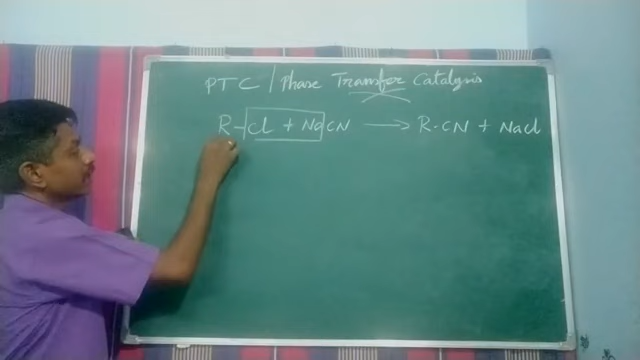 PTC / Phase Transfer Catalysis
R-Cl + NaCN → R-CN + NaCl